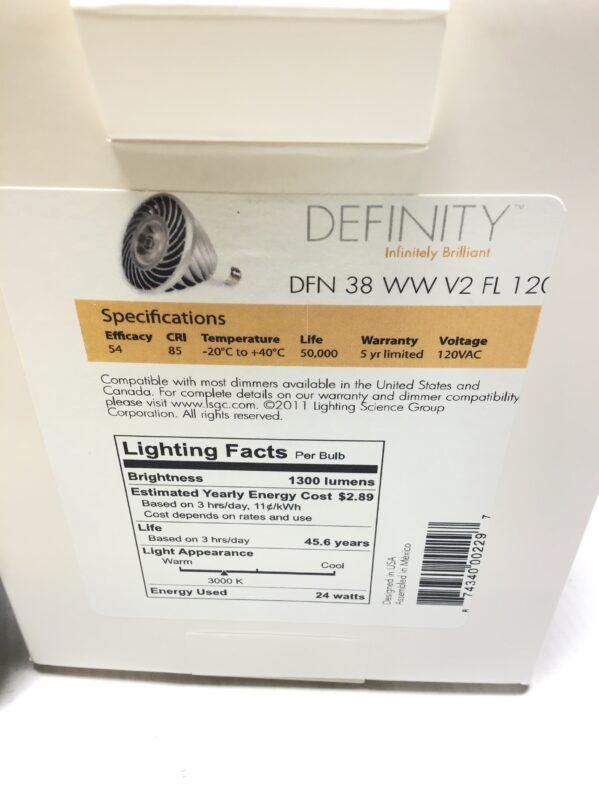 DEFINITY™
Infinitely Brilliant
DFN 38 WW V2 FL 120
Specifications
Efficacy CRI Temperature Life Warranty Voltage
54 85 -20°C to +40°C 50,000 5 yr limited 120VAC
Compatible with most dimmers available in the United States and
Canada. For complete details on our warranty and dimmer compatibility
please visit www.lsgc.com. ©2011 Lighting Science Group
Corporation. All rights reserved.
Lighting Facts Per Bulb
Brightness 1300 lumens
Estimated Yearly Energy Cost $2.89
Based on 3 hrs/day, 11¢/kWh
Cost depends on rates and use
Life
Based on 3 hrs/day 45.6 years
Light Appearance
Warm Cool
3000 K
Energy Used 24 watts
Designed in USA
Assembled in Mexico
8 74340 00229 7